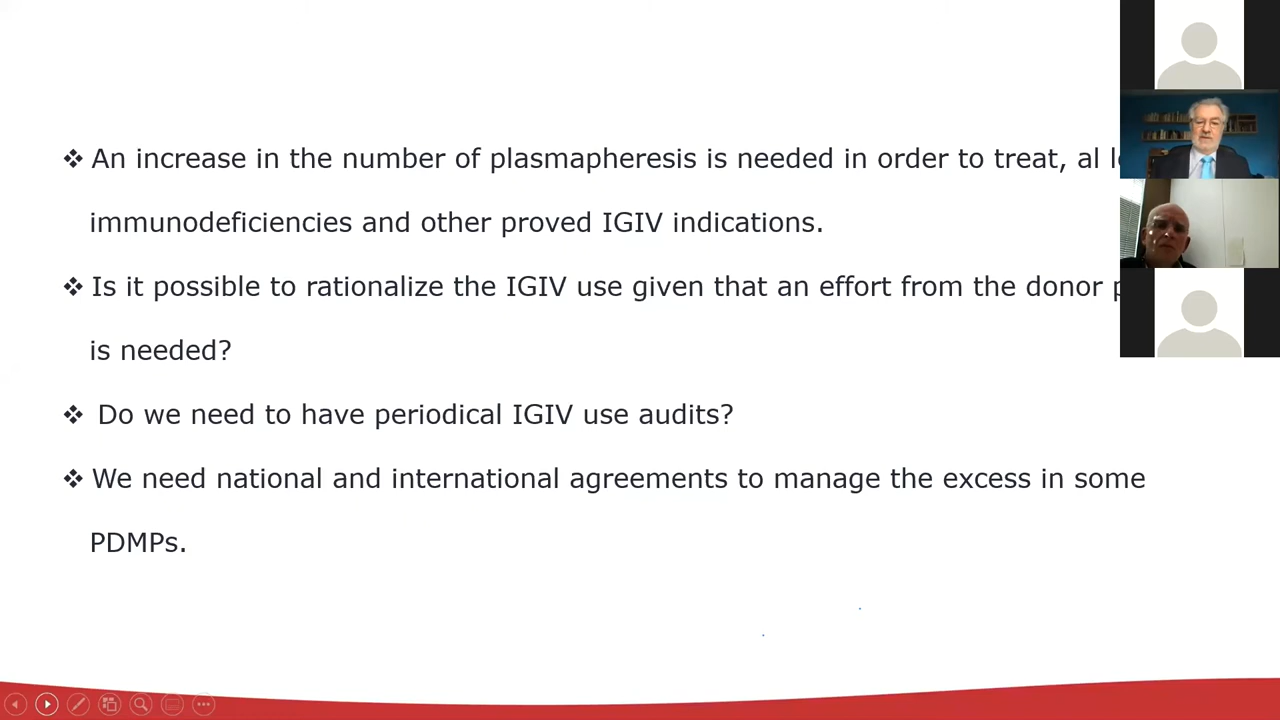 ❖ An increase in the number of plasmapheresis is needed in order to treat, al
immunodeficiencies and other proved IGIV indications.
❖ Is it possible to rationalize the IGIV use given that an effort from the donor
is needed?
❖ Do we need to have periodical IGIV use audits?
❖ We need national and international agreements to manage the excess in some
PDMPs.